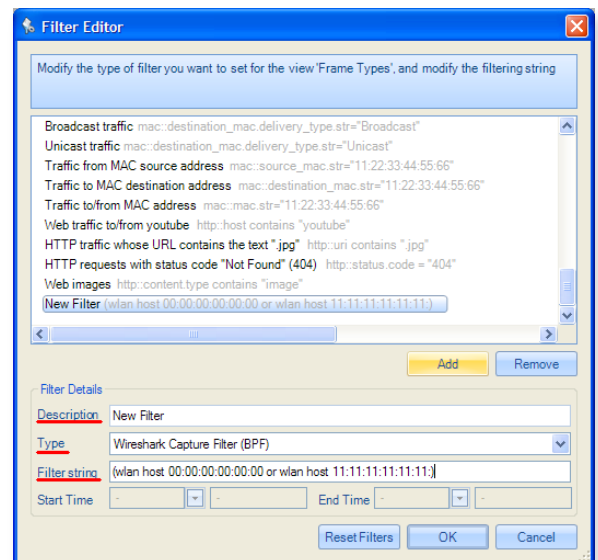 Filter Editor
Modify the type of filter you want to set for the view 'Frame Types', and modify the filtering string
Broadcast traffic mac::destination_mac.delivery_type.str="Broadcast"
Unicast traffic mac::destination_mac.delivery_type.str="Unicast"
Traffic from MAC source address mac::source_mac.str="11:22:33:44:55:66"
Traffic to MAC destination address mac::destination_mac.str="11:22:33:44:55:66"
Traffic to/from MAC address mac::mac.str="11:22:33:44:55:66"
Web traffic to/from youtube http::host contains "youtube"
HTTP traffic whose URL contains the text ".jpg" http::uri contains ".jpg"
HTTP requests with status code "Not Found" (404) http::status.code = "404"
Web images http::content.type contains "image"
New Filter (wlan host 00:00:00:00:00:00 or wlan host 11:11:11:11:11:11:)
Add Remove
Filter Details
Description New Filter
Type Wireshark Capture Filter (BPF)
Filter string (wlan host 00:00:00:00:00:00 or wlan host 11:11:11:11:11:11:)
Start Time - - End Time - -
Reset Filters OK Cancel